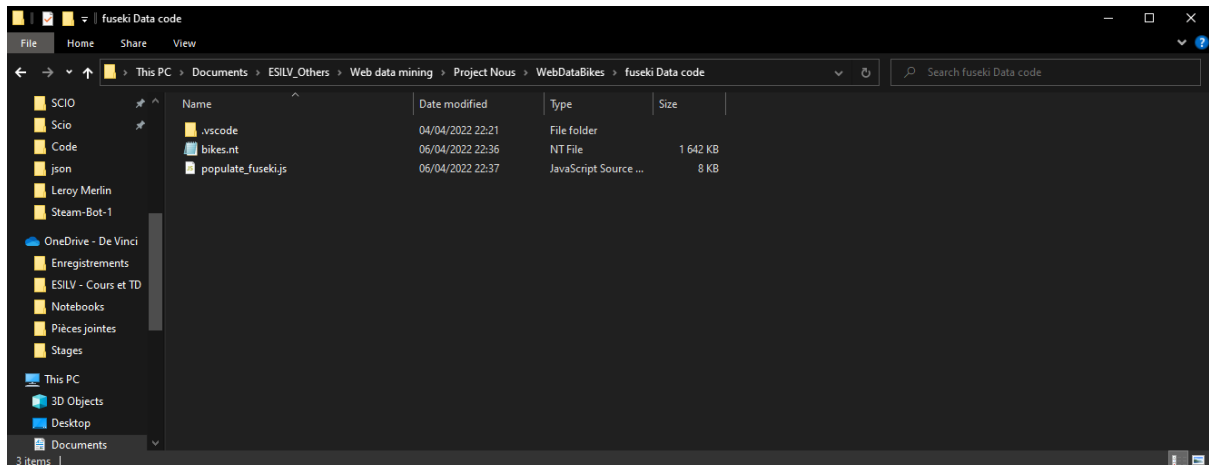 fuseki Data code
File Home Share View
This PC > Documents > ESILV_Others > Web data mining > Project Nous > WebDataBikes > fuseki Data code
Search fuseki Data code
Name Date modified Type Size
.vscode 04/04/2022 22:21 File folder
bikes.nt 06/04/2022 22:36 NT File 1 642 KB
populate_fuseki.js 06/04/2022 22:37 JavaScript Source ... 8 KB
SCIO
Scio
Code
json
Leroy Merlin
Steam-Bot-1
OneDrive - De Vinci
Enregistrements
ESILV - Cours et TD
Notebooks
Pièces jointes
Stages
This PC
3D Objects
Desktop
Documents
3 items